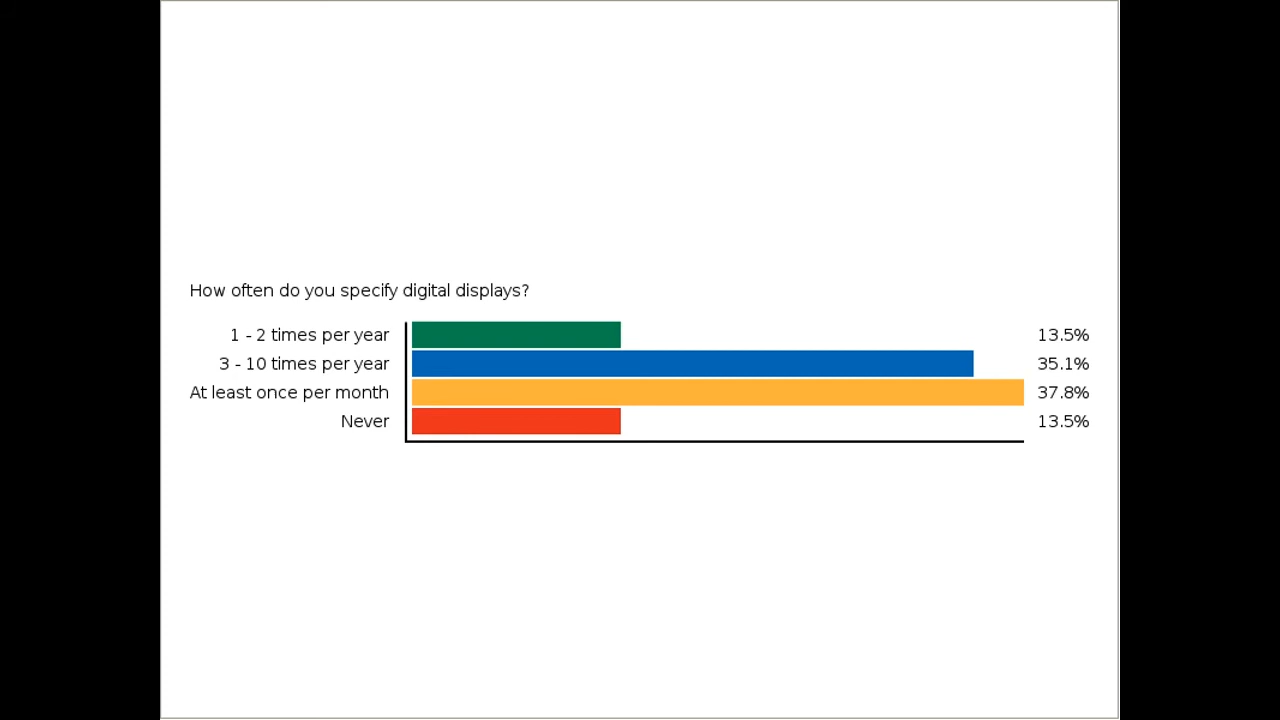 How often do you specify digital displays?
1 - 2 times per year 13.5%
3 - 10 times per year 35.1%
At least once per month 37.8%
Never 13.5%